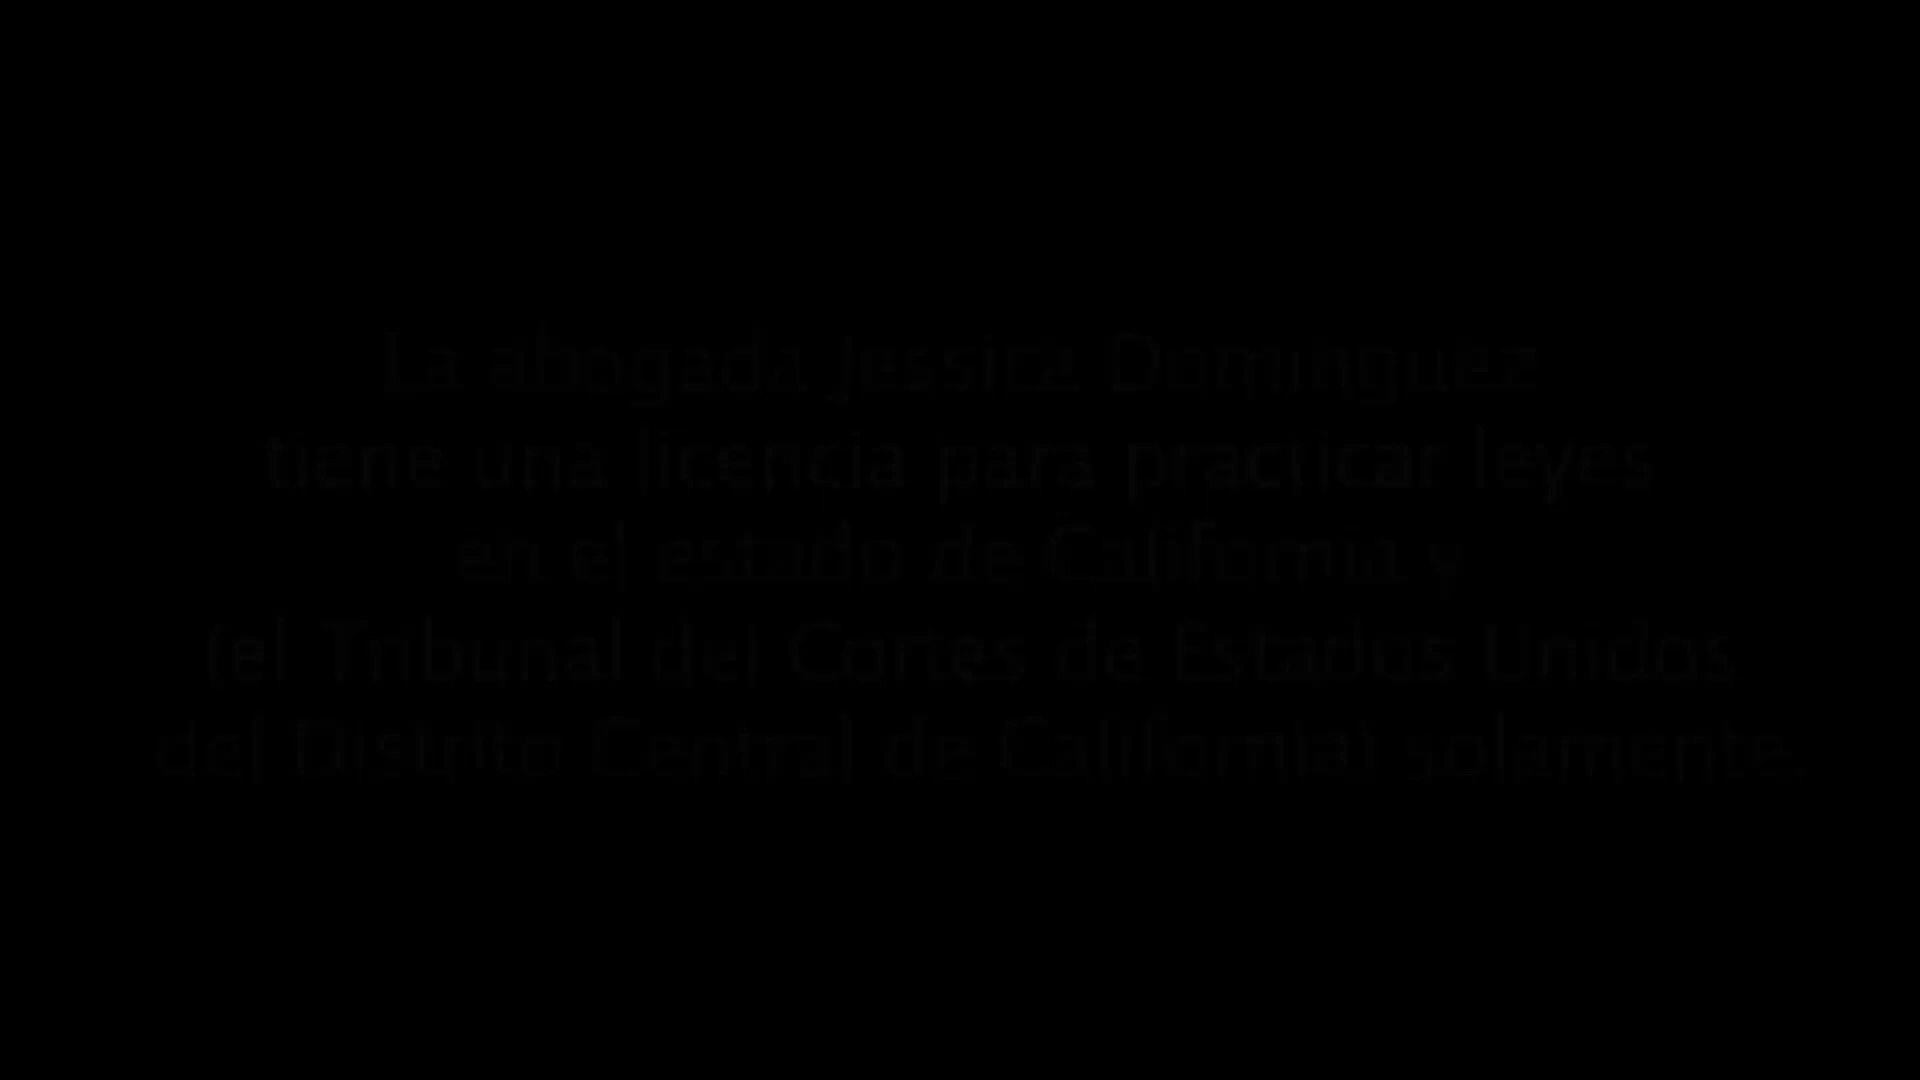 La abogada Jessica Dominguez
tiene una licencia para practicar leyes
en el estado de California y
(el Tribunal del Cortes de Estados Unidos
del Distrito Central de California) solamente.